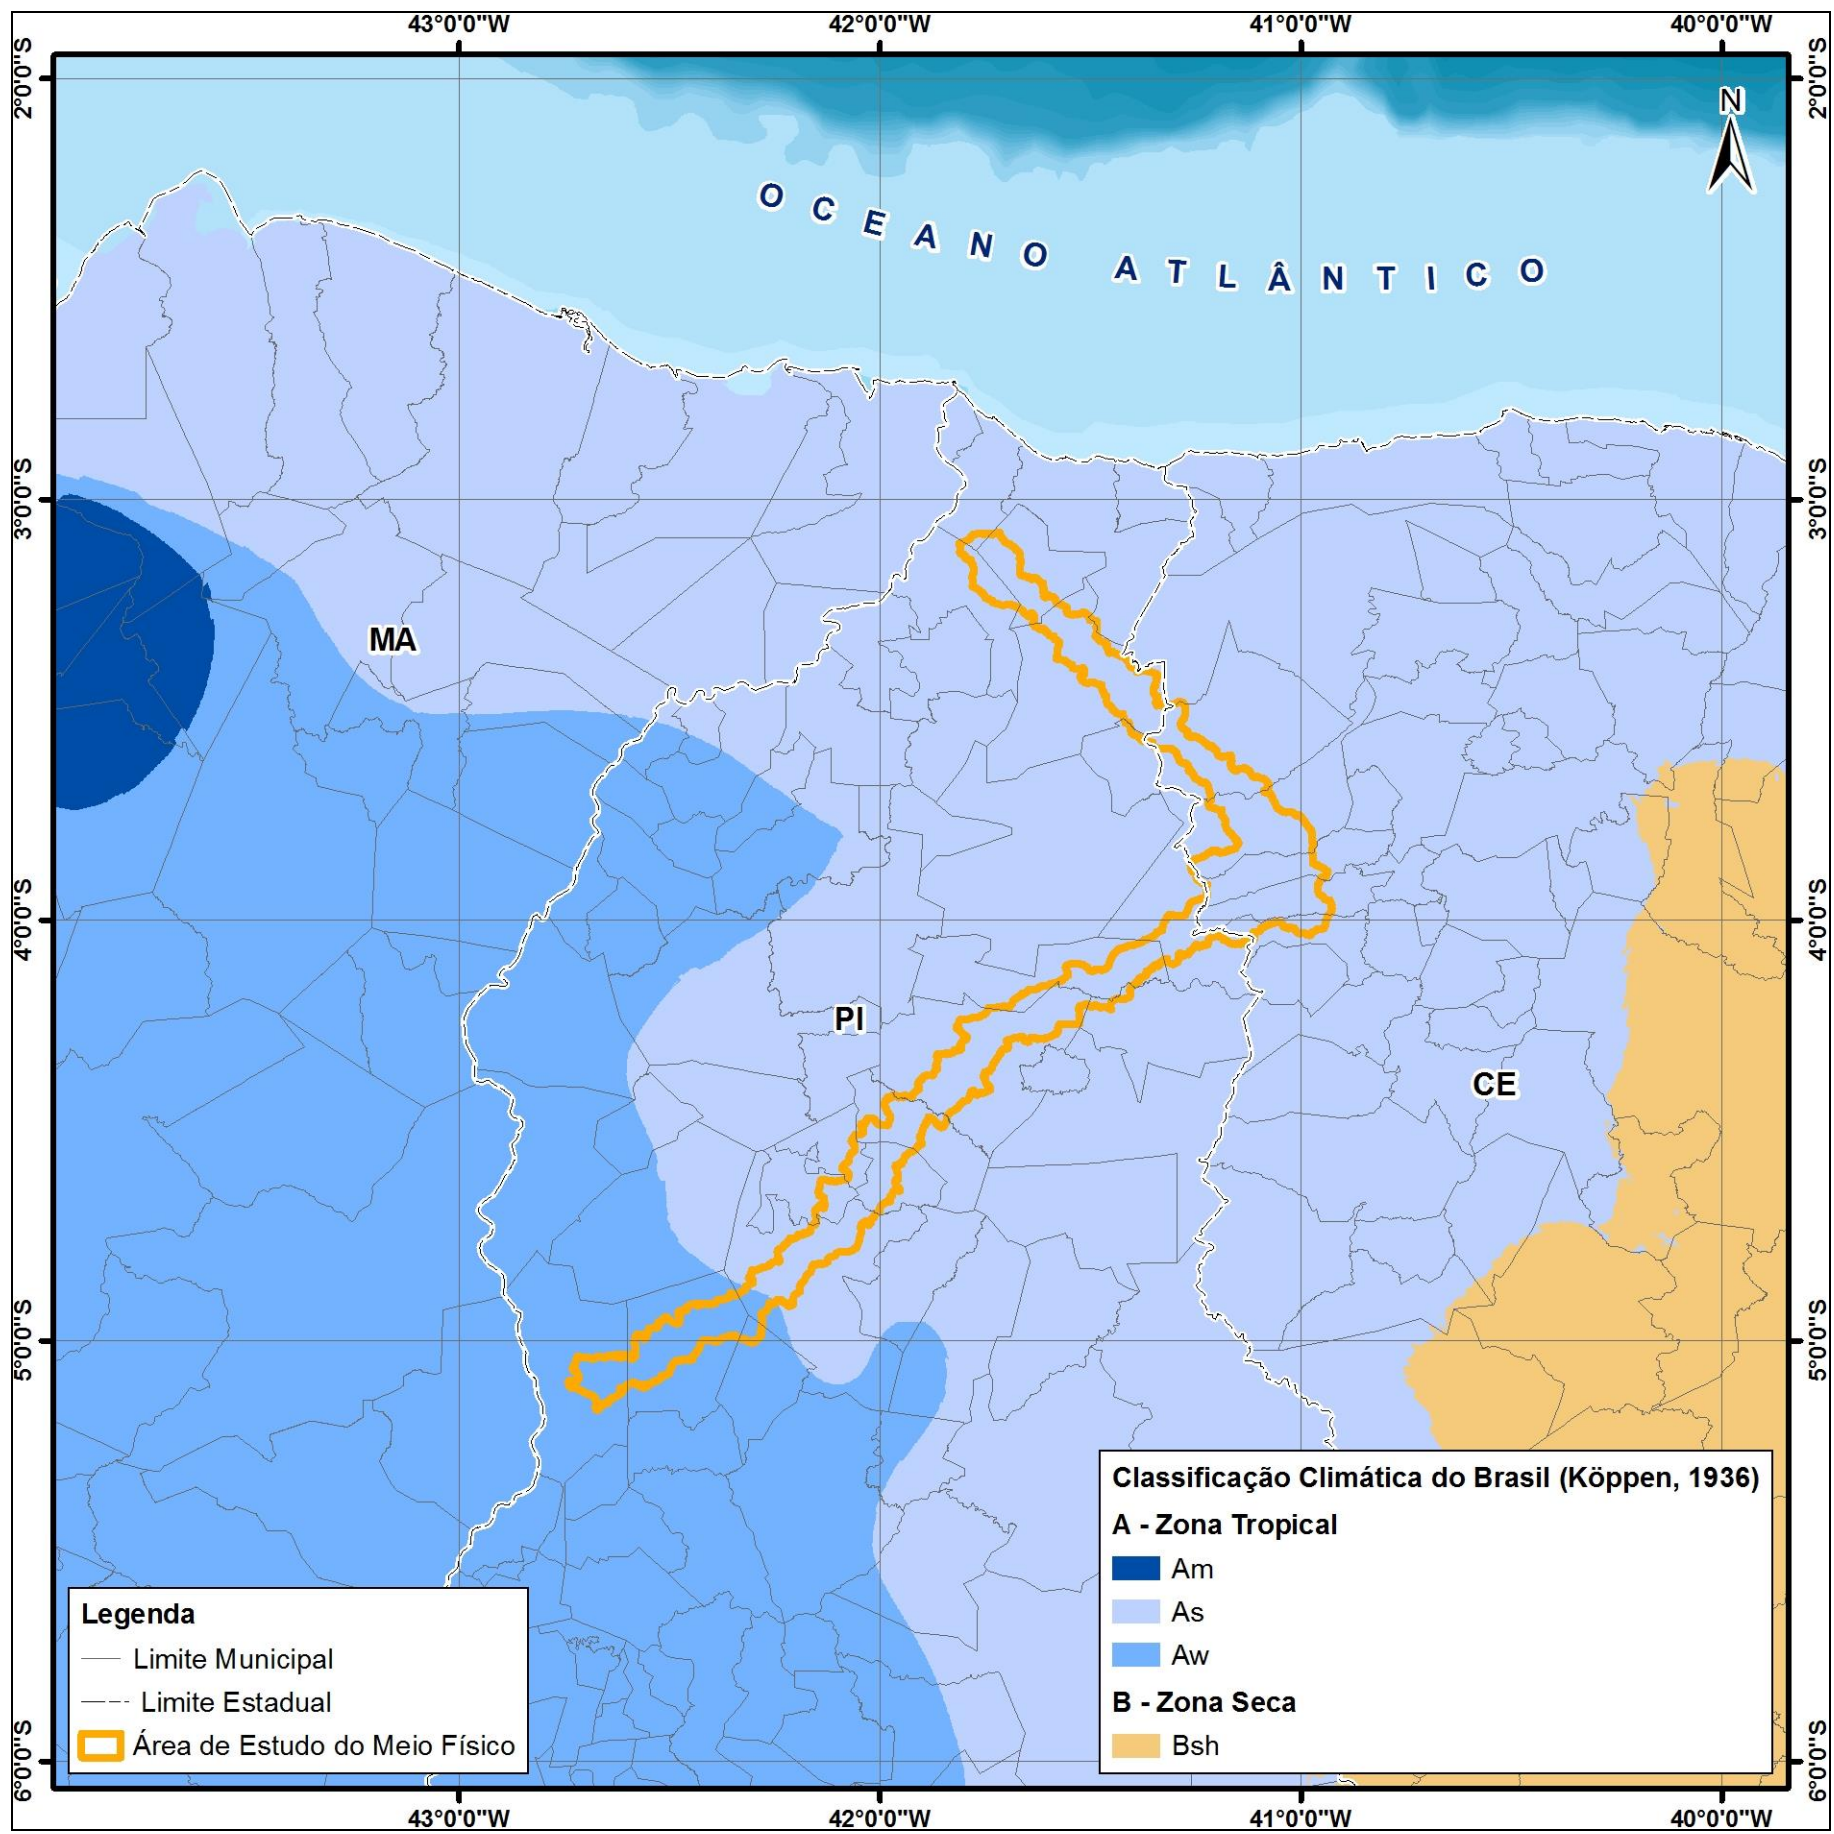 43°0'0"W 42°0'0"W 41°0'0"W 40°0'0"W
2°0'0"S 2°0'0"S
N
OCEANO ATLÂNTICO
3°0'0"S 3°0'0"S
MA
4°0'0"S 4°0'0"S
PI
CE
5°0'0"S 5°0'0"S
Classificação Climática do Brasil (Köppen, 1936)
A - Zona Tropical
Am
As
Aw
B - Zona Seca
Bsh
Legenda
Limite Municipal
Limite Estadual
Área de Estudo do Meio Físico
6°0'0"S 6°0'0"S
43°0'0"W 42°0'0"W 41°0'0"W 40°0'0"W